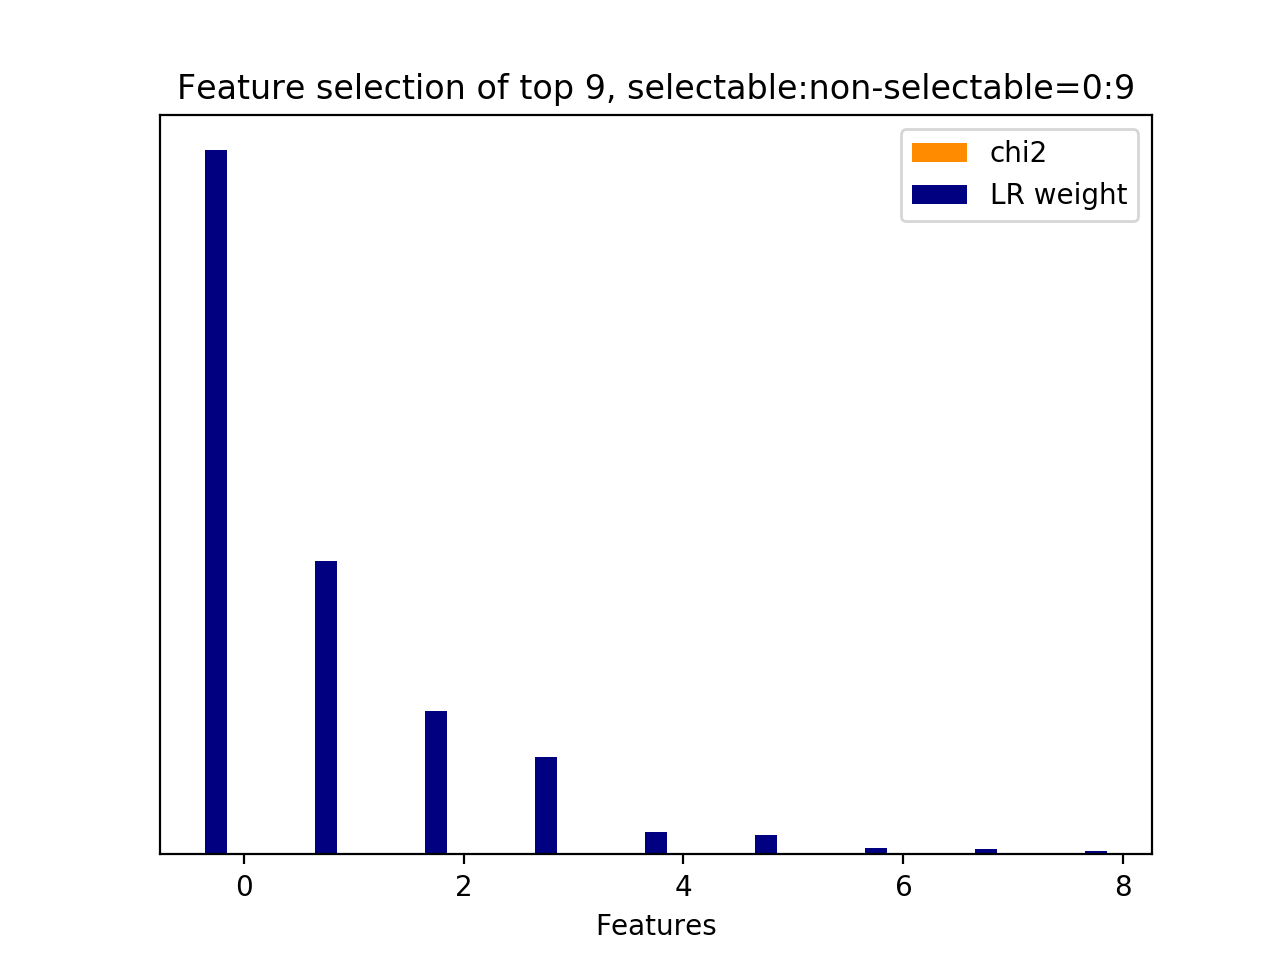 Feature selection of top 9, selectable:non-selectable=0:9
chi2
LR weight
0 2 4 6 8
Features